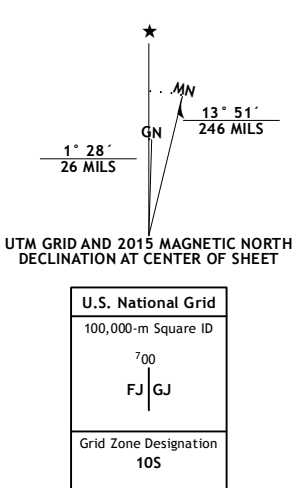 ★
MN
13° 51´
246 MILS
GN
1° 28´
26 MILS
UTM GRID AND 2015 MAGNETIC NORTH
DECLINATION AT CENTER OF SHEET
U.S. National Grid
100,000-m Square ID
⁷00
FJ GJ
Grid Zone Designation
10S